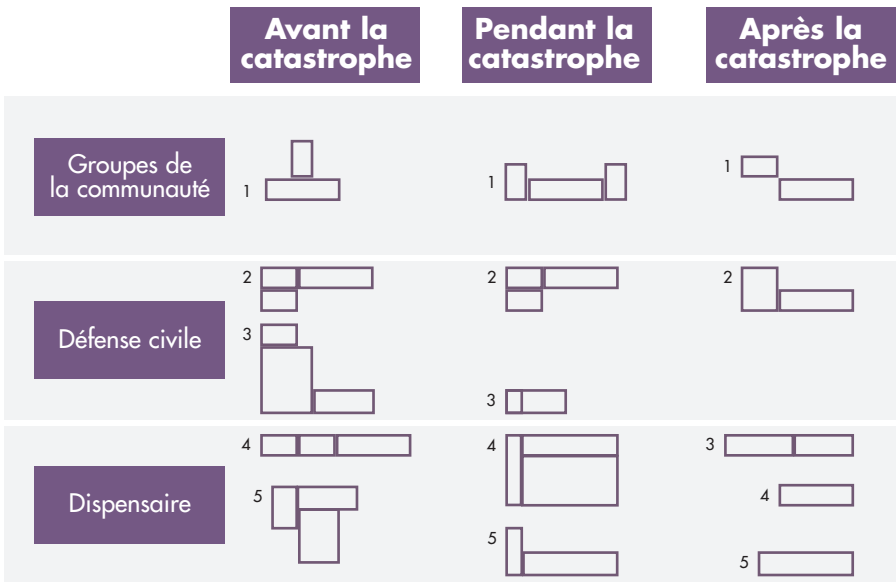 Avant la
catastrophe
Pendant la
catastrophe
Après la
catastrophe
Groupes de
la communauté
1
1
1
Défense civile
2
2
2
3
3
Dispensaire
4
4
3
5
4
5
5